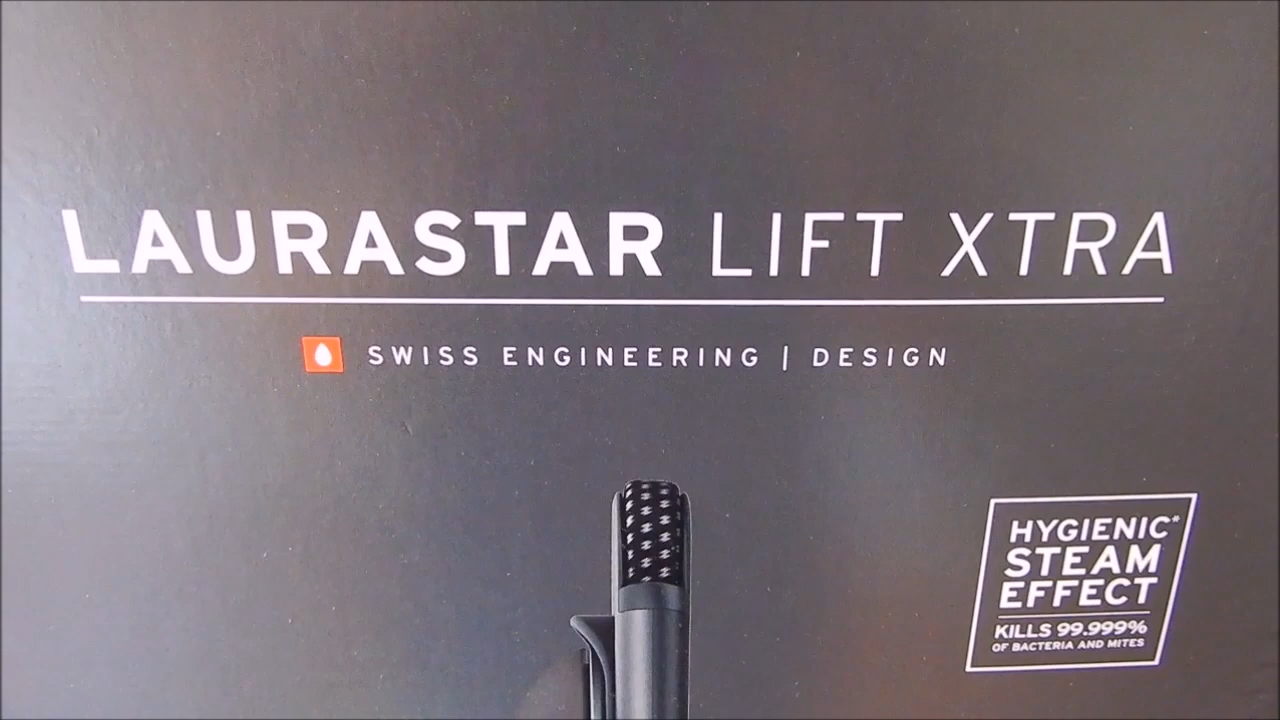 LAURASTAR LIFT XTRA
SWISS ENGINEERING | DESIGN
HYGIENIC*
STEAM
EFFECT
KILLS 99.999%
OF BACTERIA AND MITES